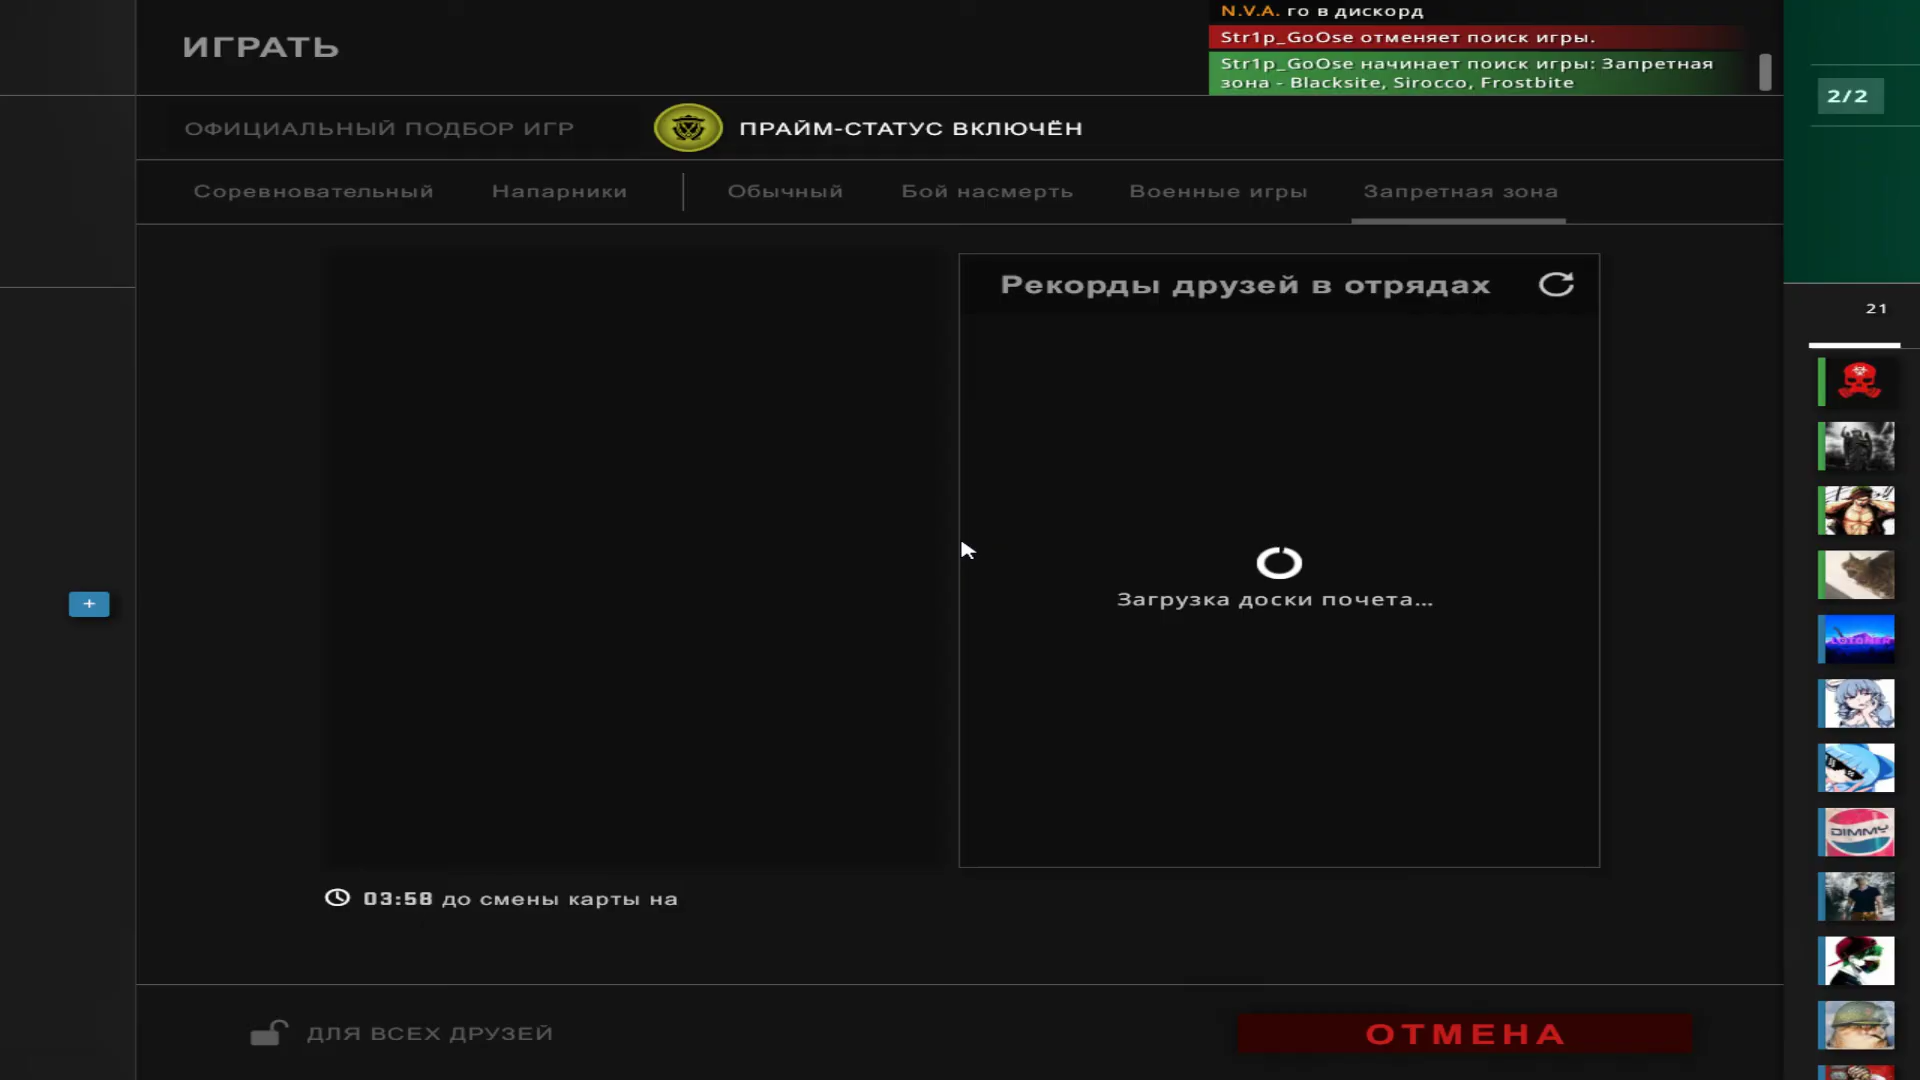 ИГРАТЬ
N.V.A. го в дискорд
Str1p_GoOse отменяет поиск игры.
Str1p_GoOse начинает поиск игры: Запретная
зона - Blacksite, Sirocco, Frostbite
2/2
ОФИЦИАЛЬНЫЙ ПОДБОР ИГР
ПРАЙМ-СТАТУС ВКЛЮЧЁН
Соревновательный
Напарники
Обычный
Бой насмерть
Военные игры
Запретная зона
Рекорды друзей в отрядах
21
Загрузка доски почета...
+
DIMMY
03:58 до смены карты на
ДЛЯ ВСЕХ ДРУЗЕЙ
ОТМЕНА